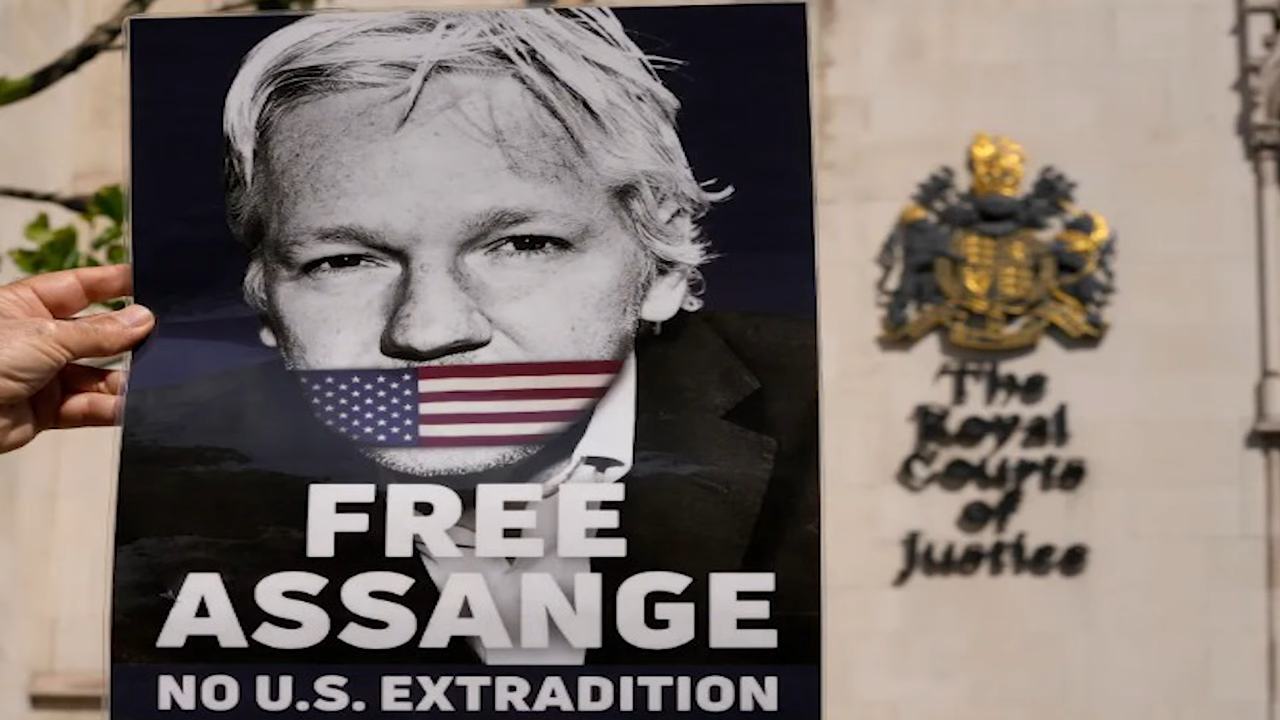 FREE
ASSANGE
NO U.S. EXTRADITION
The
Royal
Courts
of
Justice